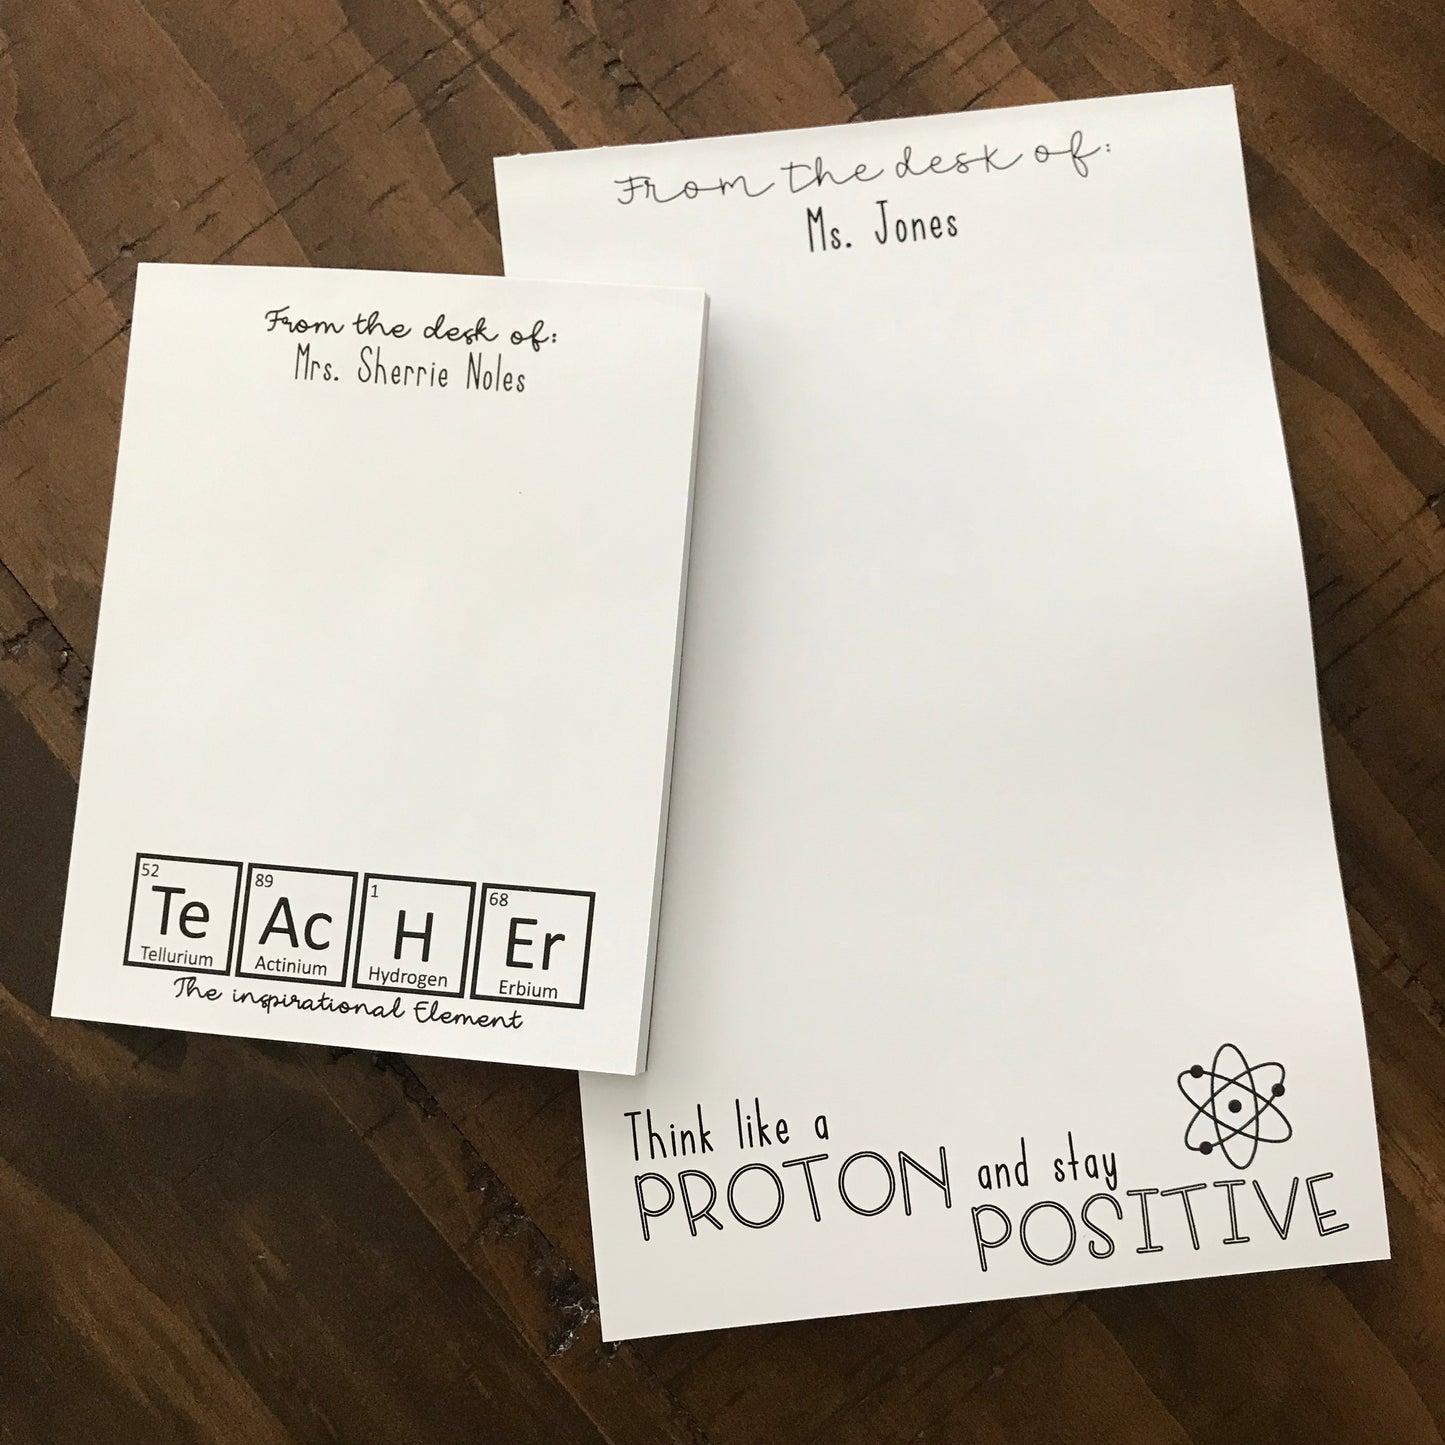 From the desk of:
Mrs. Sherrie Noles
52 89 1 68
Te Ac H Er
Tellurium Actinium Hydrogen Erbium
The inspirational Element
From the desk of:
Ms. Jones
Think like a
PROTON and stay
POSITIVE